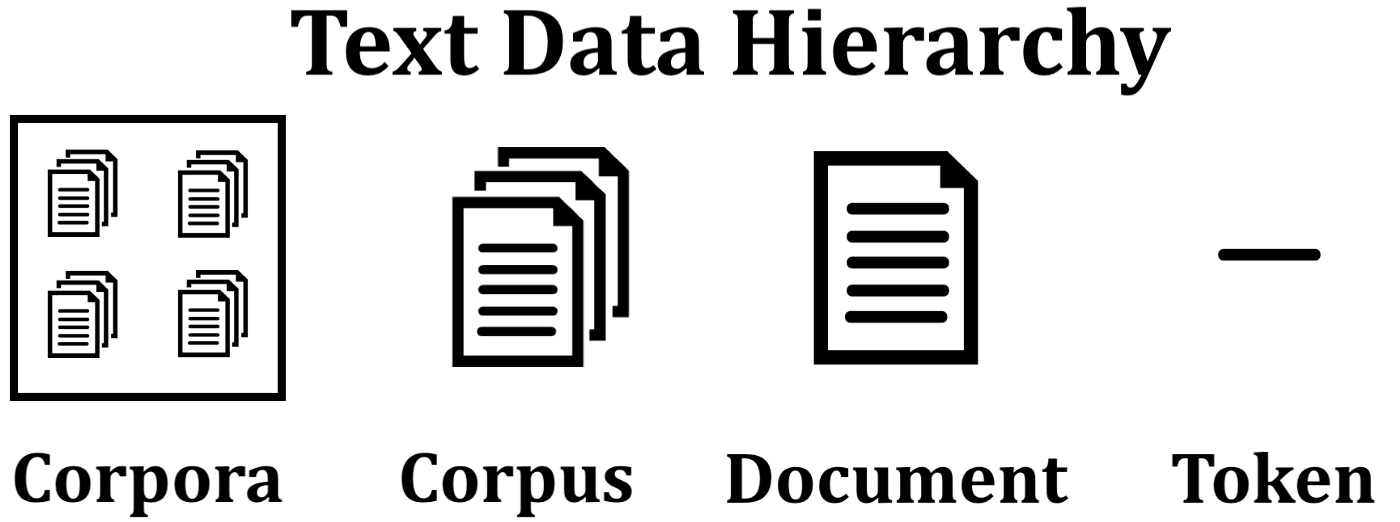 Text Data Hierarchy
Corpora Corpus Document Token